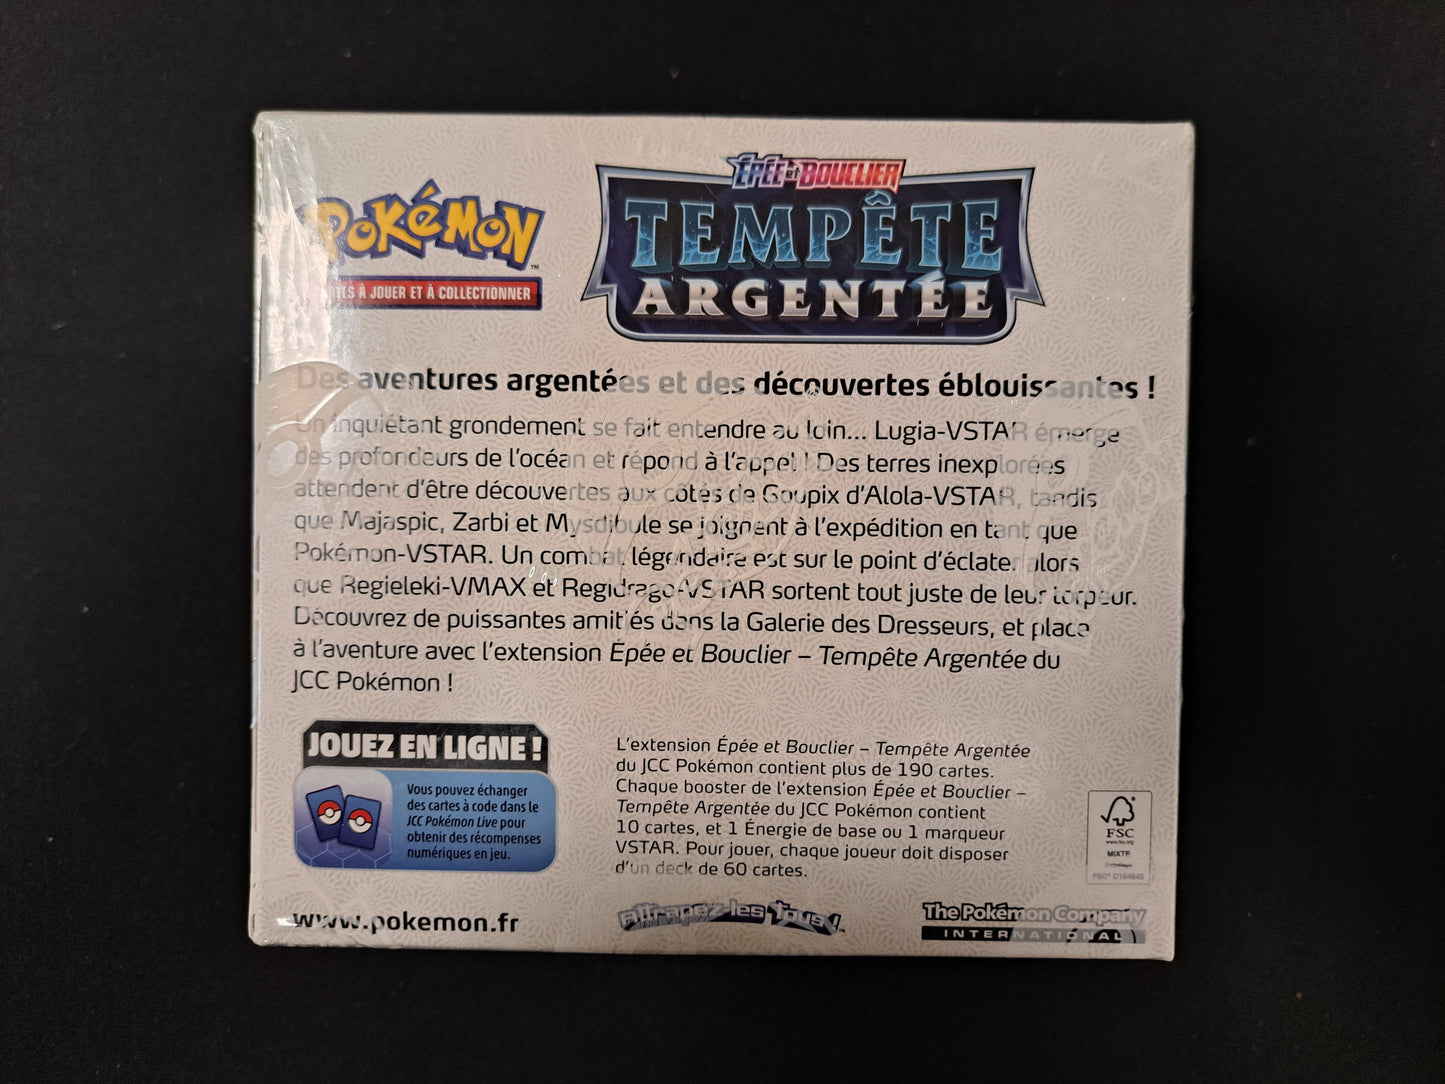 POKÉMON
À JOUER ET À COLLECTIONNER
ÉPÉE et BOUCLIER
TEMPÊTE
ARGENTÉE
Des aventures argentées et des découvertes éblouissantes !
Un inquiétant grondement se fait entendre au loin... Lugia-VSTAR émerge
des profondeurs de l'océan et répond à l'appel ! Des terres inexplorées
attendent d'être découvertes aux côtés de Goupix d'Alola-VSTAR, tandis
que Majaspic, Zarbi et Mysdibule se joignent à l'expédition en tant que
Pokémon-VSTAR. Un combat légendaire est sur le point d'éclater alors
que Regieleki-VMAX et Regidrago-VSTAR sortent tout juste de leur torpeur.
Découvrez de puissantes amitiés dans la Galerie des Dresseurs, et place
à l'aventure avec l'extension Épée et Bouclier – Tempête Argentée du
JCC Pokémon !
JOUEZ EN LIGNE !
Vous pouvez échanger
des cartes à code dans le
JCC Pokémon Live pour
obtenir des récompenses
numériques en jeu.
L'extension Épée et Bouclier – Tempête Argentée
du JCC Pokémon contient plus de 190 cartes.
Chaque booster de l'extension Épée et Bouclier –
Tempête Argentée du JCC Pokémon contient
10 cartes, et 1 Énergie de base ou 1 marqueur
VSTAR. Pour jouer, chaque joueur doit disposer
d'un deck de 60 cartes.
FSC
www.fsc.org
MIXTE
Emballage
FSC® C164645
www.pokemon.fr
Attrapez-les Tous !™
The Pokémon Company
INTERNATIONAL